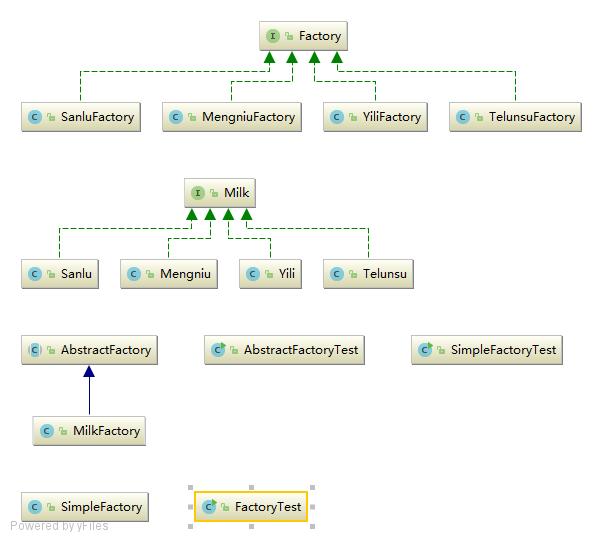 I Factory
C SanluFactory C MengniuFactory C YiliFactory C TelunsuFactory
I Milk
C Sanlu C Mengniu C Yili C Telunsu
C AbstractFactory C AbstractFactoryTest C SimpleFactoryTest
C MilkFactory
C SimpleFactory C FactoryTest
Powered by yFiles